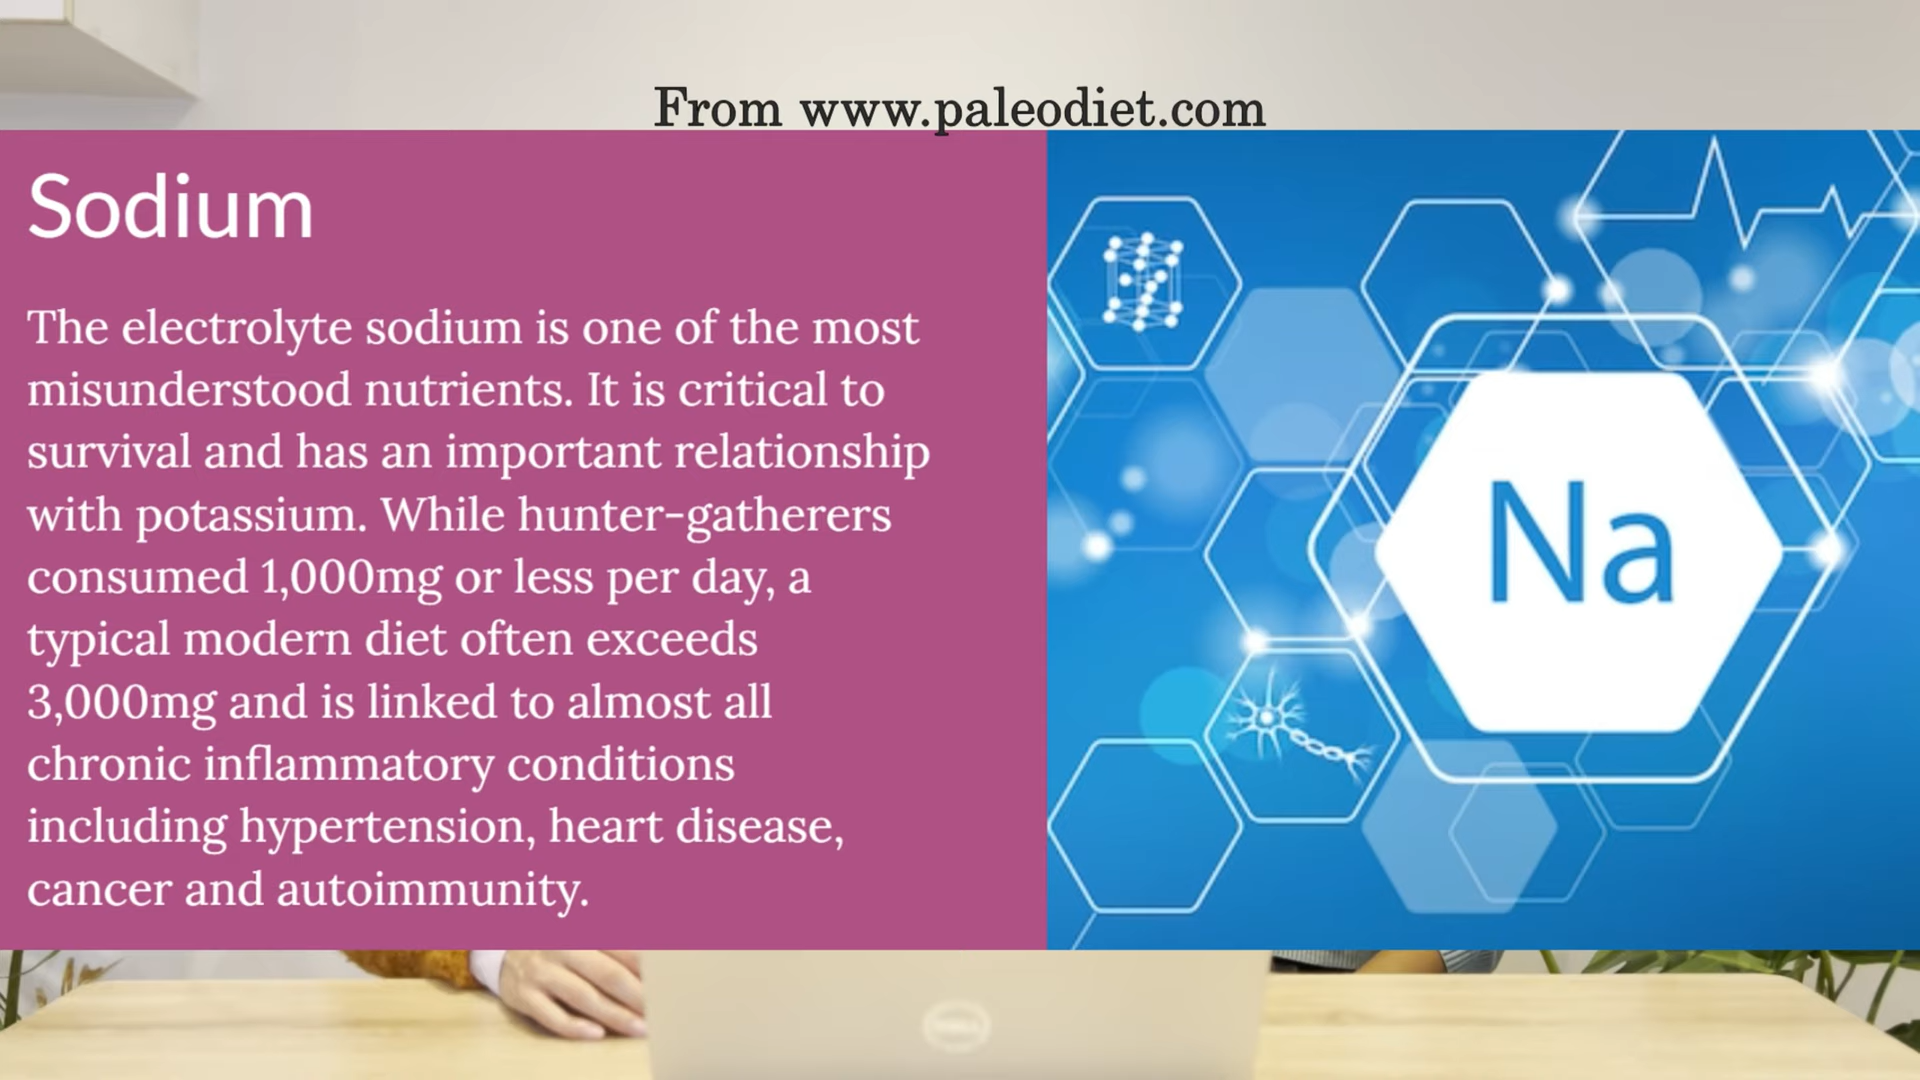 From www.paleodiet.com
Sodium
The electrolyte sodium is one of the most
misunderstood nutrients. It is critical to
survival and has an important relationship
with potassium. While hunter-gatherers
consumed 1,000mg or less per day, a
typical modern diet often exceeds
3,000mg and is linked to almost all
chronic inflammatory conditions
including hypertension, heart disease,
cancer and autoimmunity.
Na